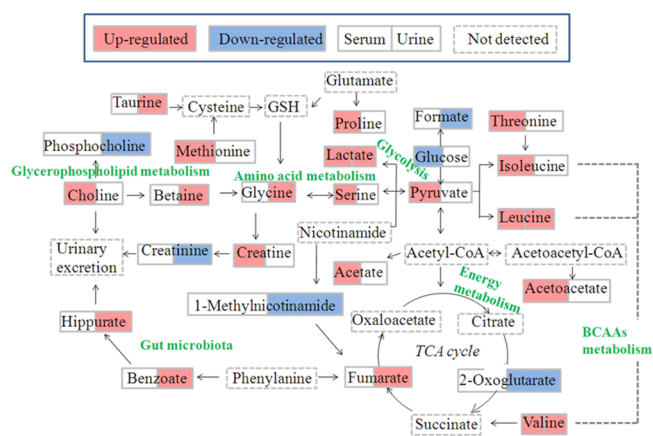 Up-regulated Down-regulated Serum Urine Not detected
Glutamate
Taurine Cysteine GSH
Proline Formate Threonine
Phosphocholine Methionine Lactate Glycolysis Glucose Isoleucine
Glycerophospholipid metabolism Amino acid metabolism
Choline Betaine Glycine Serine Pyruvate
Leucine
Nicotinamide
Urinary
excretion Creatinine Creatine Acetyl-CoA Acetoacetyl-CoA
Acetate Energy
metabolism Acetoacetate
1-Methylnicotinamide
Oxaloacetate Citrate
Hippurate BCAAs
metabolism
Gut microbiota TCA cycle
Benzoate Phenylanine Fumarate 2-Oxoglutarate
Succinate Valine